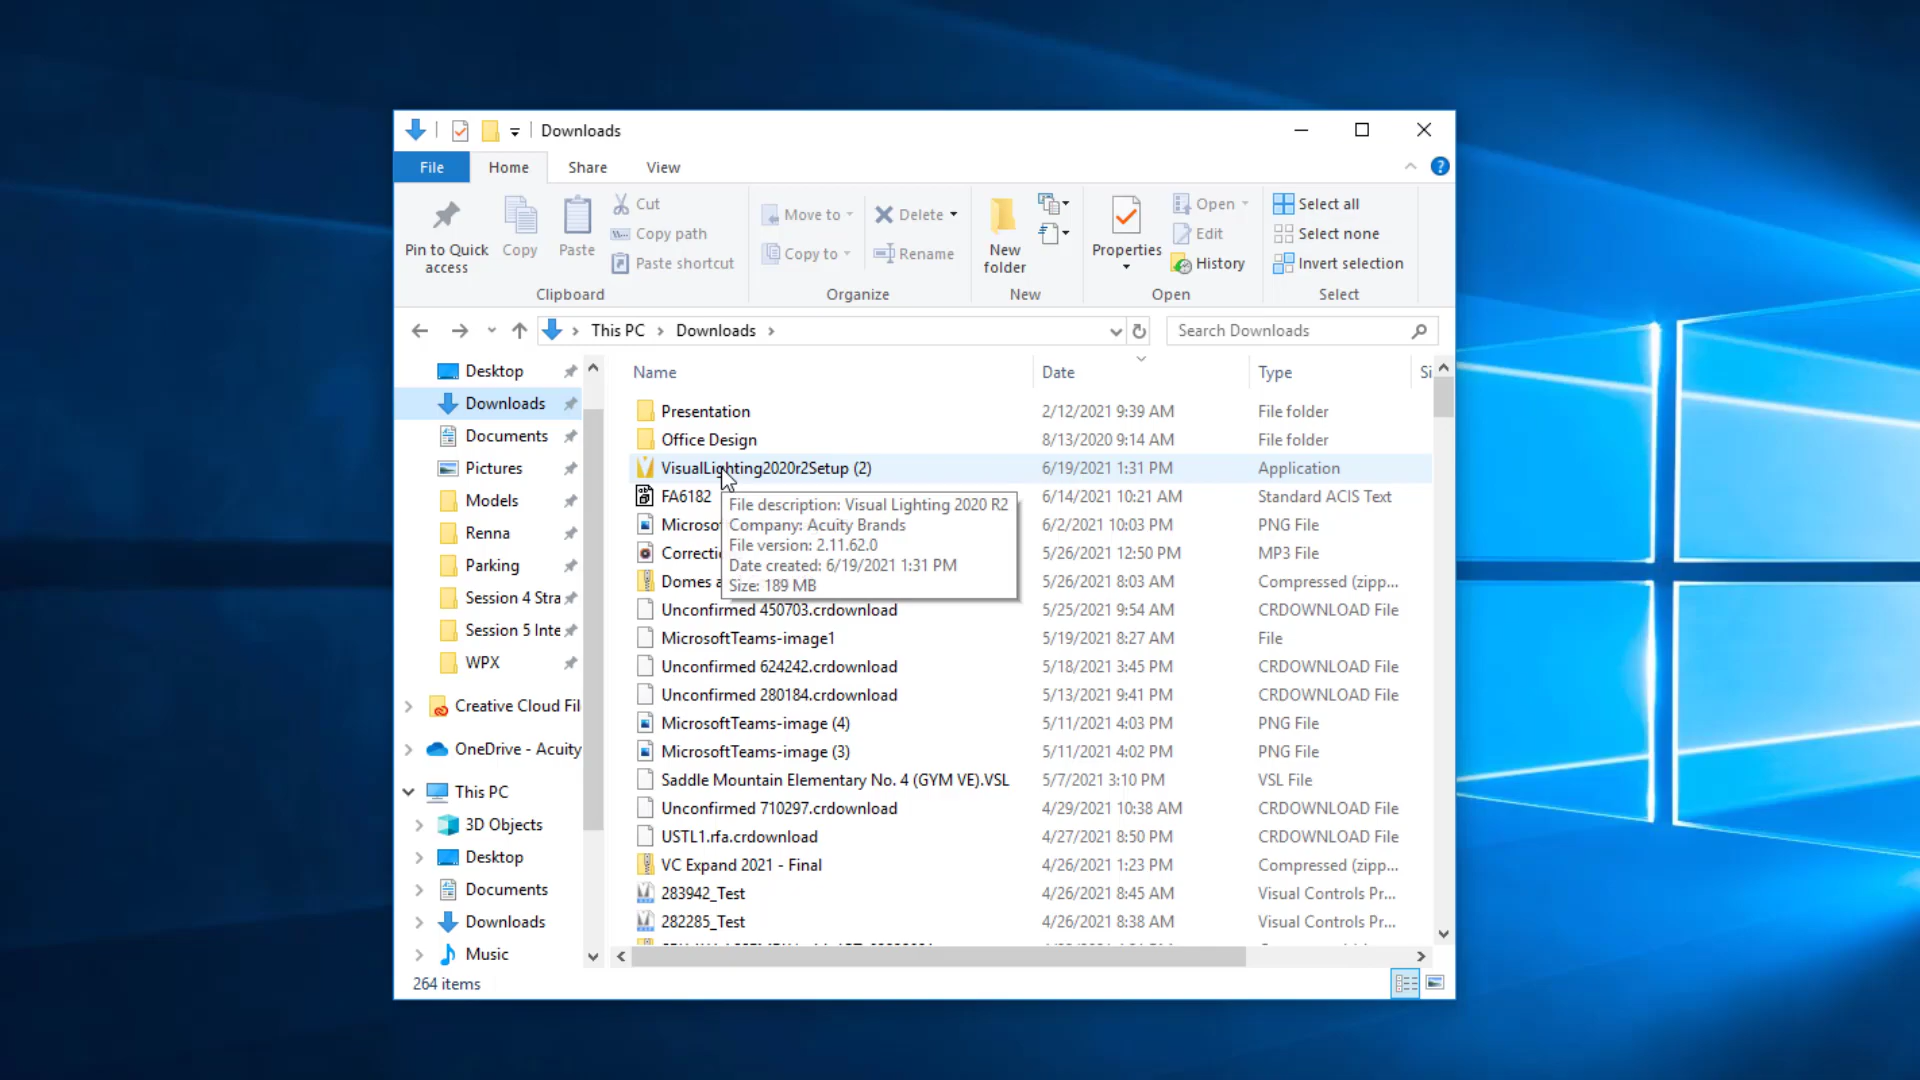 Downloads
File Home Share View
Pin to Quick access
Copy
Paste
Cut
Copy path
Paste shortcut
Clipboard
Move to
Copy to
Delete
Rename
Organize
New folder
New
Properties
Open
Edit
History
Open
Select all
Select none
Invert selection
Select
This PC > Downloads >
Search Downloads
Desktop
Downloads
Documents
Pictures
Models
Renna
Parking
Session 4 Stra
Session 5 Inte
WPX
Creative Cloud Fil
OneDrive - Acuity
This PC
3D Objects
Desktop
Documents
Downloads
Music
Name Date Type Si
Presentation 2/12/2021 9:39 AM File folder
Office Design 8/13/2020 9:14 AM File folder
VisualLighting2020r2Setup (2) 6/19/2021 1:31 PM Application
FA6182 6/14/2021 10:21 AM Standard ACIS Text
Microsof 6/2/2021 10:03 PM PNG File
Correctio 5/26/2021 12:50 PM MP3 File
Domes a 5/26/2021 8:03 AM Compressed (zipp...
Unconfirmed 450703.crdownload 5/25/2021 9:54 AM CRDOWNLOAD File
MicrosoftTeams-image1 5/19/2021 8:27 AM File
Unconfirmed 624242.crdownload 5/18/2021 3:45 PM CRDOWNLOAD File
Unconfirmed 280184.crdownload 5/13/2021 9:41 PM CRDOWNLOAD File
MicrosoftTeams-image (4) 5/11/2021 4:03 PM PNG File
MicrosoftTeams-image (3) 5/11/2021 4:02 PM PNG File
Saddle Mountain Elementary No. 4 (GYM VE).VSL 5/7/2021 3:10 PM VSL File
Unconfirmed 710297.crdownload 4/29/2021 10:38 AM CRDOWNLOAD File
USTL1.rfa.crdownload 4/27/2021 8:50 PM CRDOWNLOAD File
VC Expand 2021 - Final 4/26/2021 1:23 PM Compressed (zipp...
283942_Test 4/26/2021 8:45 AM Visual Controls Pr...
282285_Test 4/26/2021 8:38 AM Visual Controls Pr...
File description: Visual Lighting 2020 R2
Company: Acuity Brands
File version: 2.11.62.0
Date created: 6/19/2021 1:31 PM
Size: 189 MB
264 items